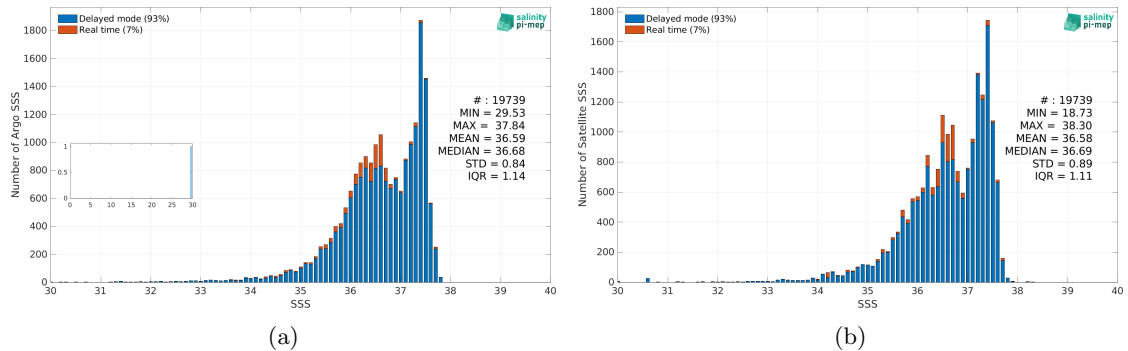 Delayed mode (93%)
Real time (7%)
salinity
pi-mep
Number of Argo SSS
1800
1600
1400
1200
1000
800
600
400
200
0
# : 19739
MIN = 29.53
MAX = 37.84
MEAN = 36.59
MEDIAN = 36.68
STD = 0.84
IQR = 1.14
1
0.5
0
0 5 10 15 20 25 30
30 31 32 33 34 35 36 37 38 39 40
SSS
(a)
Delayed mode (93%)
Real time (7%)
salinity
pi-mep
Number of Satellite SSS
1800
1600
1400
1200
1000
800
600
400
200
0
# : 19739
MIN = 18.73
MAX = 38.30
MEAN = 36.58
MEDIAN = 36.69
STD = 0.89
IQR = 1.11
30 31 32 33 34 35 36 37 38 39 40
SSS
(b)